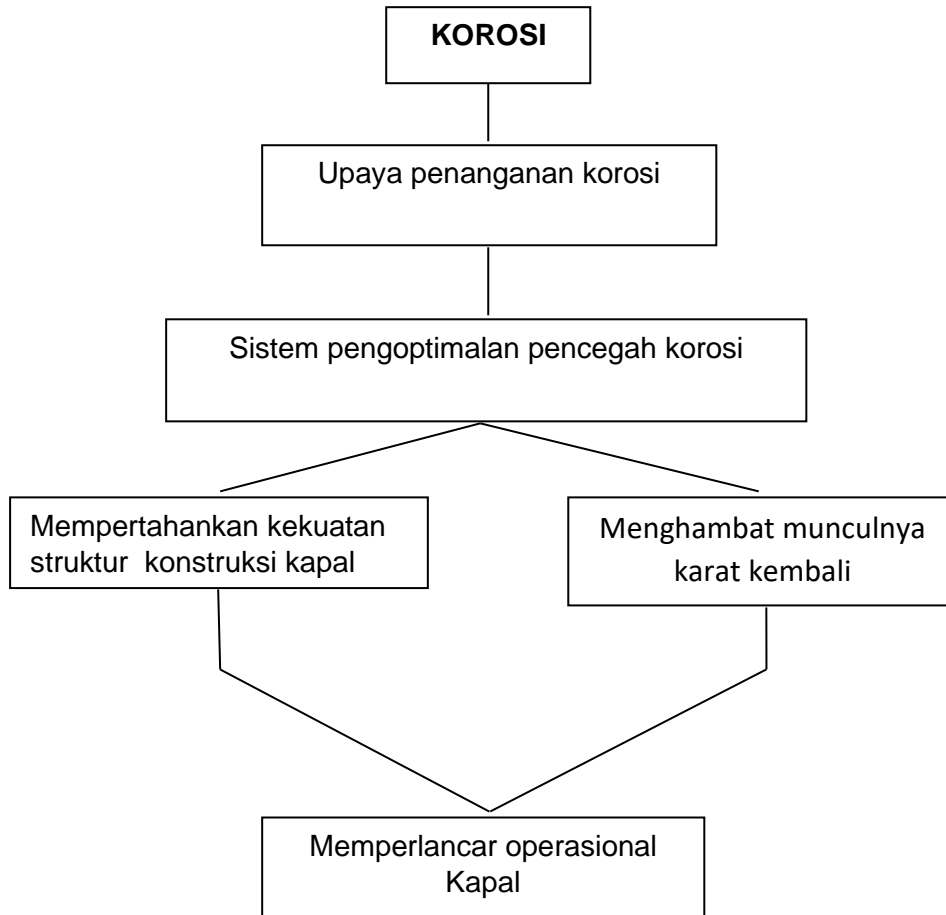 KOROSI
Upaya penanganan korosi
Sistem pengoptimalan pencegah korosi
Mempertahankan kekuatan
struktur  konstruksi kapal
Menghambat munculnya
karat kembali
Memperlancar operasional
Kapal